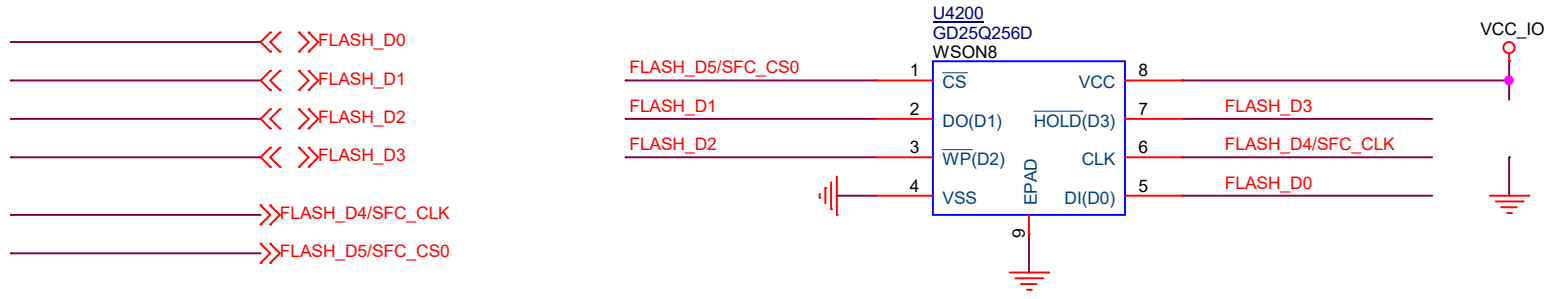 FLASH_D0
FLASH_D1
FLASH_D2
FLASH_D3
FLASH_D4/SFC_CLK
FLASH_D5/SFC_CS0
U4200
GD25Q256D
WSON8
VCC_IO
FLASH_D5/SFC_CS0 1 CS VCC 8
FLASH_D1 2 DO(D1) HOLD(D3) 7 FLASH_D3
FLASH_D2 3 WP(D2) CLK 6 FLASH_D4/SFC_CLK
4 VSS EPAD DI(D0) 5 FLASH_D0
9